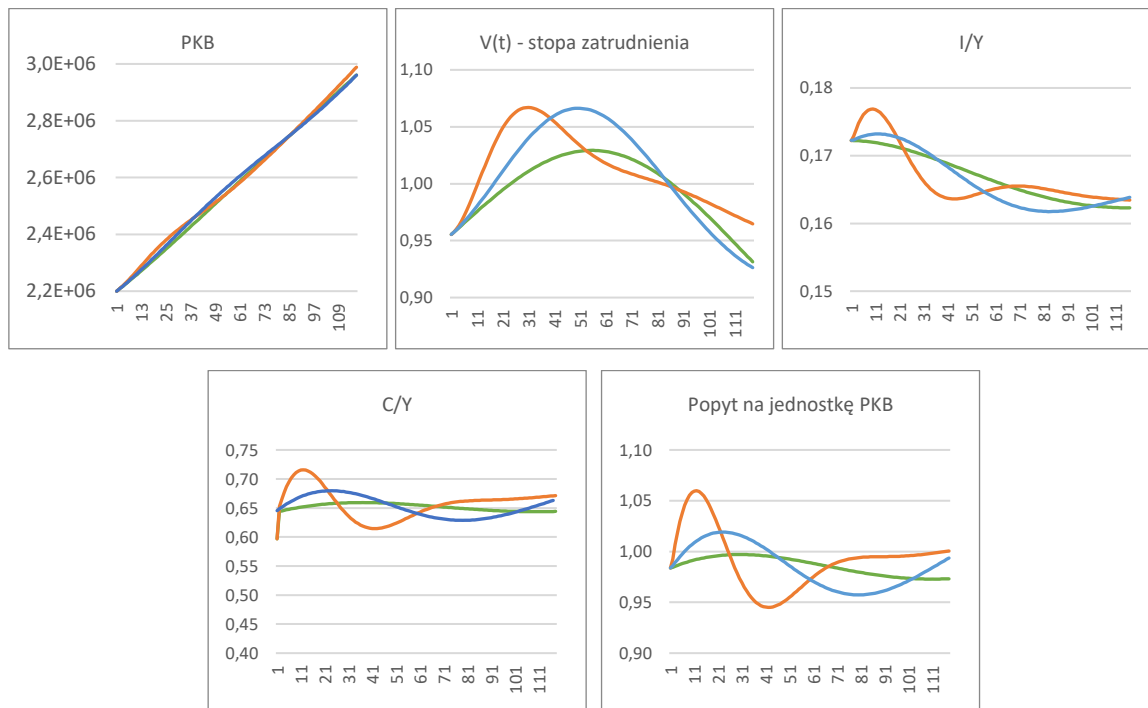 PKB
3,0E+06
2,8E+06
2,6E+06
2,4E+06
2,2E+06
1 13 25 37 49 61 73 85 97 109
V(t) - stopa zatrudnienia
1,10
1,05
1,00
0,95
0,90
1 11 21 31 41 51 61 71 81 91 101 111
I/Y
0,18
0,17
0,16
0,15
1 11 21 31 41 51 61 71 81 91 101 111
C/Y
0,75
0,70
0,65
0,60
0,55
0,50
0,45
0,40
1 11 21 31 41 51 61 71 81 91 101 111
Popyt na jednostkę PKB
1,10
1,05
1,00
0,95
0,90
1 11 21 31 41 51 61 71 81 91 101 111